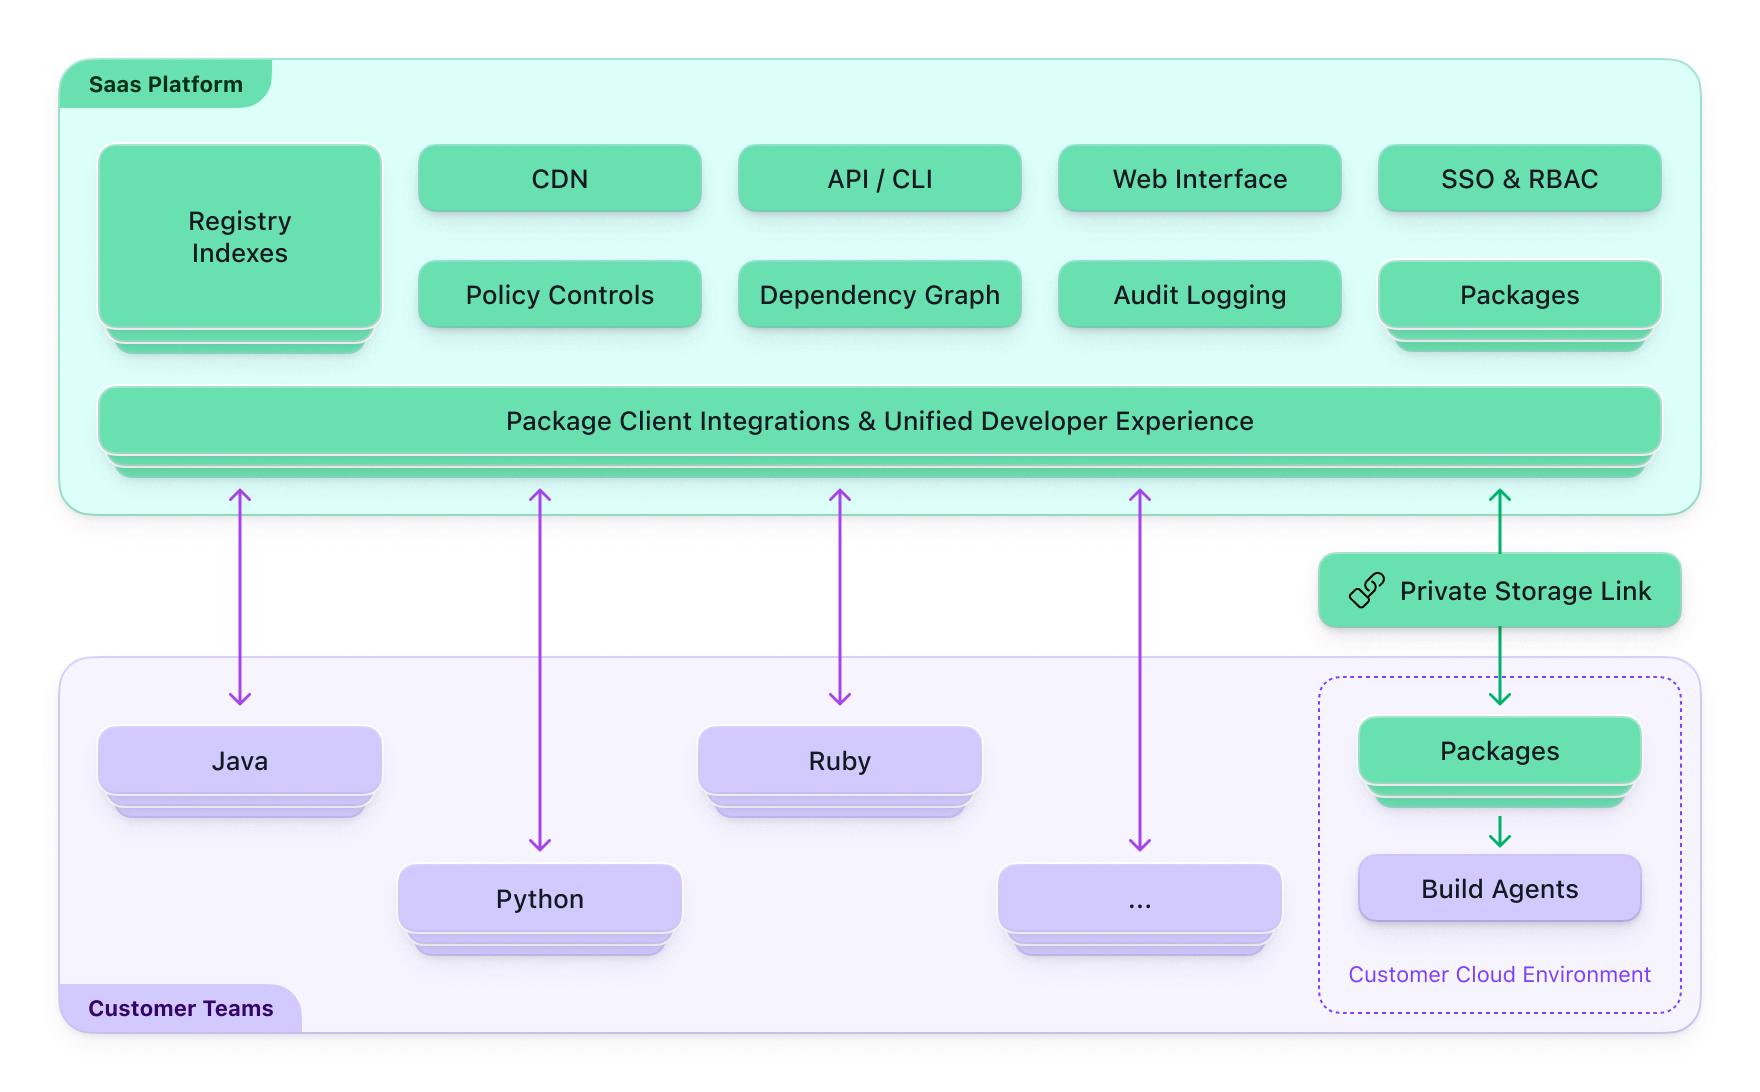 Saas Platform
Registry
Indexes
CDN
API / CLI
Web Interface
SSO & RBAC
Policy Controls
Dependency Graph
Audit Logging
Packages
Package Client Integrations & Unified Developer Experience
Private Storage Link
Java
Ruby
Packages
Python
...
Build Agents
Customer Cloud Environment
Customer Teams